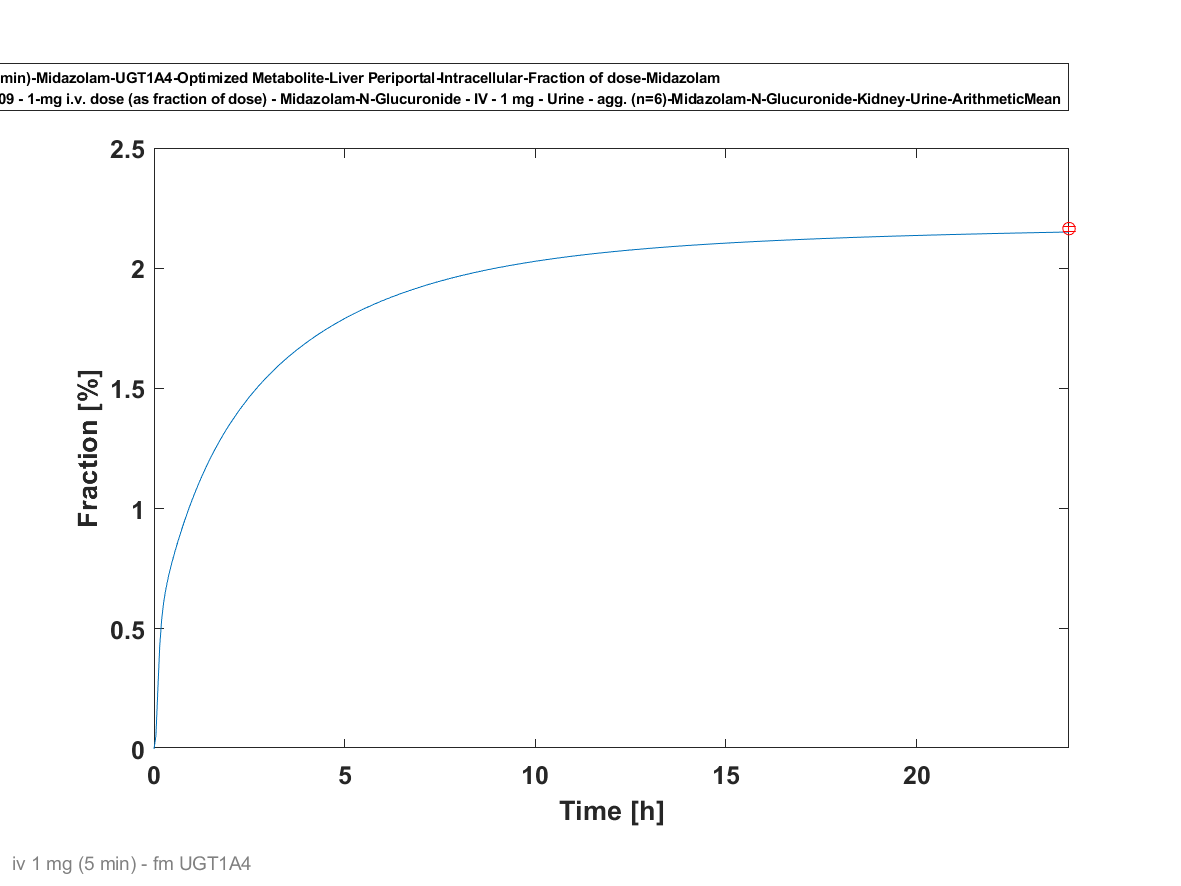 min)-Midazolam-UGT1A4-Optimized Metabolite-Liver Periportal-Intracellular-Fraction of dose-Midazolam
09 - 1-mg i.v. dose (as fraction of dose) - Midazolam-N-Glucuronide - IV - 1 mg - Urine - agg. (n=6)-Midazolam-N-Glucuronide-Kidney-Urine-ArithmeticMean
2.5
2
1.5
1
0.5
0
Fraction [%]
0 5 10 15 20
Time [h]
iv 1 mg (5 min) - fm UGT1A4